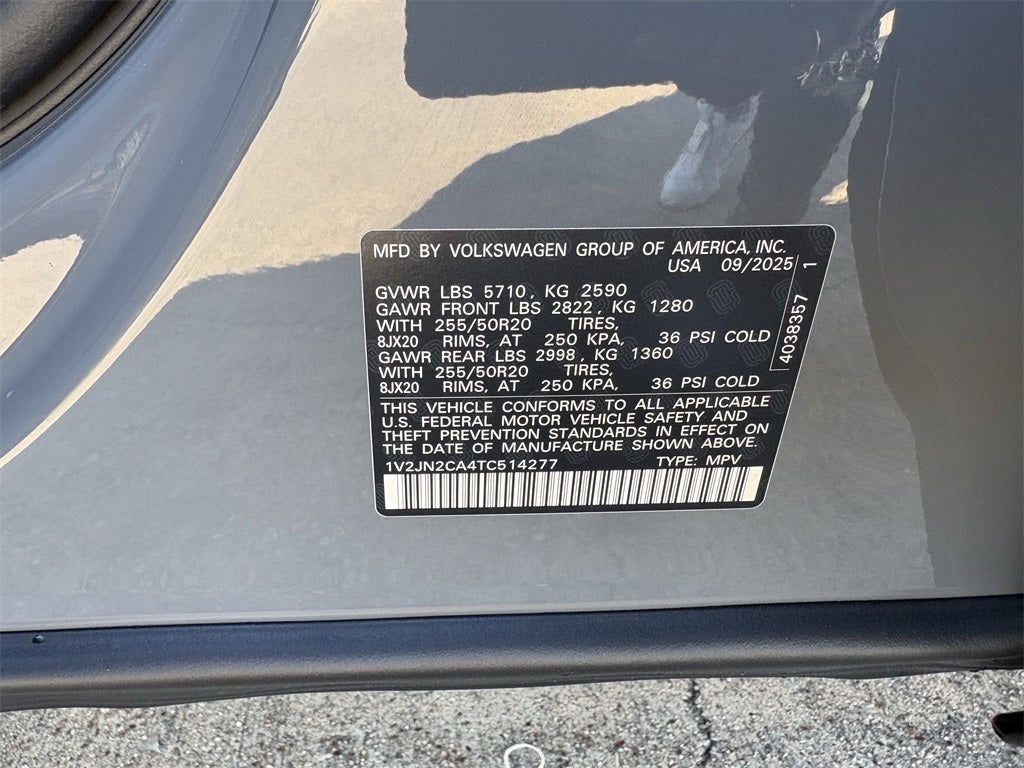 MFD BY VOLKSWAGEN GROUP OF AMERICA, INC.
USA 09/2025
GVWR LBS 5710, KG 2590
GAWR FRONT LBS 2822, KG 1280
WITH 255/50R20 TIRES,
8JX20 RIMS, AT 250 KPA, 36 PSI COLD
GAWR REAR LBS 2998, KG 1360
WITH 255/50R20 TIRES,
8JX20 RIMS, AT 250 KPA, 36 PSI COLD
4038357 1
THIS VEHICLE CONFORMS TO ALL APPLICABLE
U.S. FEDERAL MOTOR VEHICLE SAFETY AND
THEFT PREVENTION STANDARDS IN EFFECT ON
THE DATE OF MANUFACTURE SHOWN ABOVE.
1V2JN2CA4TC514277 TYPE: MPV